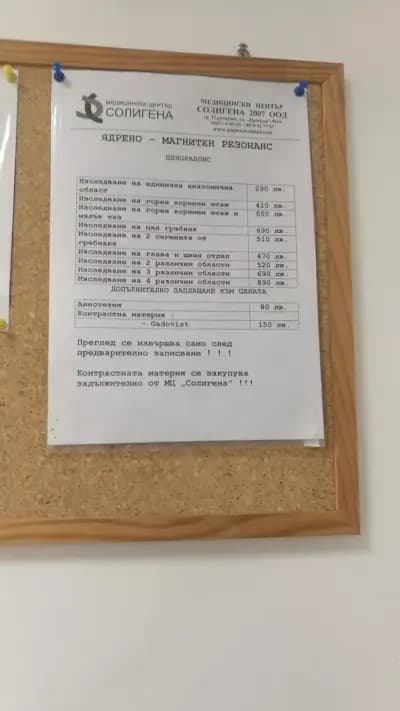 МЕДИЦИНСКИ ЦЕНТЪР
СОЛИГЕНА
МЕДИЦИНСКИ ЦЕНТЪР
СОЛИГЕНА 2007 ООД
ЯДРЕНО – МАГНИТЕН РЕЗОНАНС
ЦЕНОРАЗПИС
Изследване на единична анатомична област 290 лв.
Изследване на горен коремен етаж 410 лв.
Изследване на горен коремен етаж и малък таз 550 лв.
Изследване на цял гръбнак 690 лв.
Изследване на 2 сегмента от гръбнака 510 лв.
Изследване на глава и шиен отдел 470 лв.
Изследване на 2 различни области 520 лв.
Изследване на 3 различни области 690 лв.
Изследване на 4 различни области 890 лв.
ДОПЪЛНИТЕЛНО ЗАПЛАЩАНЕ КЪМ ЦЕНАТА
Анестезия 80 лв.
Контрастна материя :
- Gadovist 150 лв.
Преглед се извършва само след
предварително записване ! ! !
Контрастната материя се закупува
задължително от МЦ „Солигена" !!!